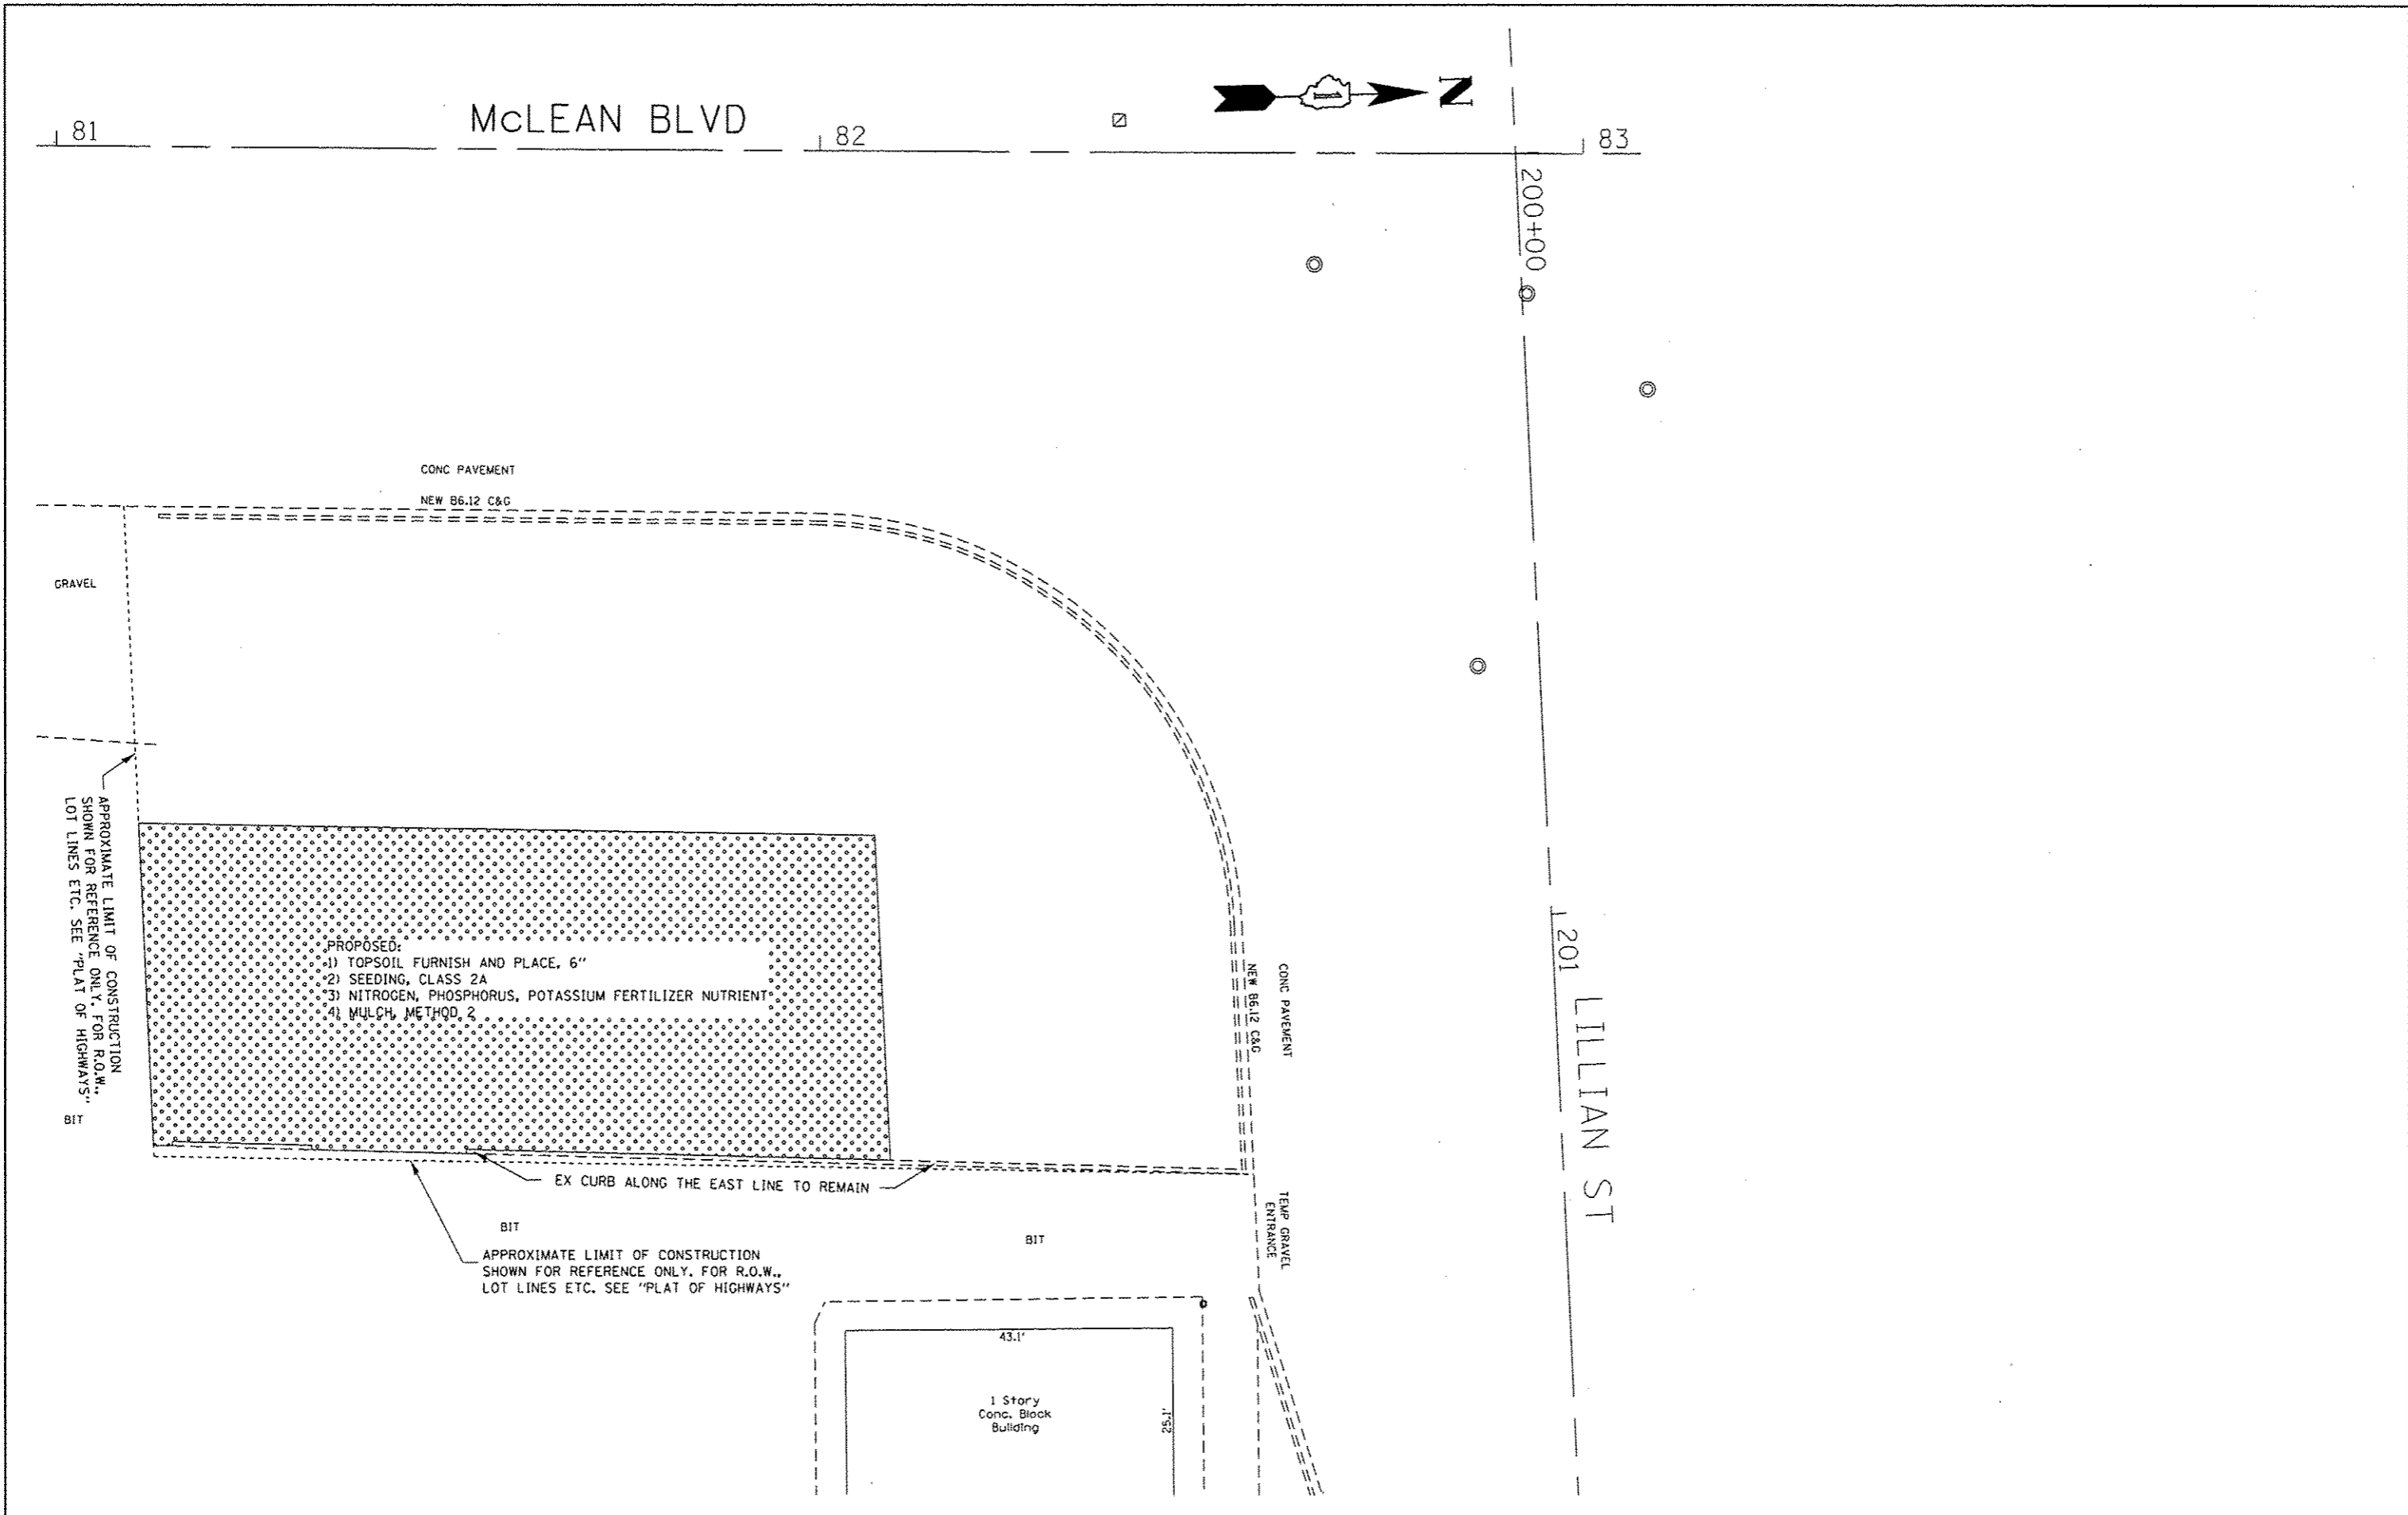 McLEAN BLVD
N
81
82
83
200+00
CONC PAVEMENT
NEW B6.12 C&G
GRAVEL
APPROXIMATE LIMIT OF CONSTRUCTION
SHOWN FOR REFERENCE ONLY. FOR R.O.W.,
LOT LINES ETC. SEE "PLAT OF HIGHWAYS"
BIT
PROPOSED:
1) TOPSOIL FURNISH AND PLACE, 6"
2) SEEDING, CLASS 2A
3) NITROGEN, PHOSPHORUS, POTASSIUM FERTILIZER NUTRIENT
4) MULCH, METHOD 2
CONC PAVEMENT
NEW B6.12 C&G
201
LILLIAN ST
EX CURB ALONG THE EAST LINE TO REMAIN
TEMP GRAVEL
ENTRANCE
BIT
BIT
APPROXIMATE LIMIT OF CONSTRUCTION
SHOWN FOR REFERENCE ONLY. FOR R.O.W.,
LOT LINES ETC. SEE "PLAT OF HIGHWAYS"
43.1'
1 Story
Conc. Block
Building
25.1'